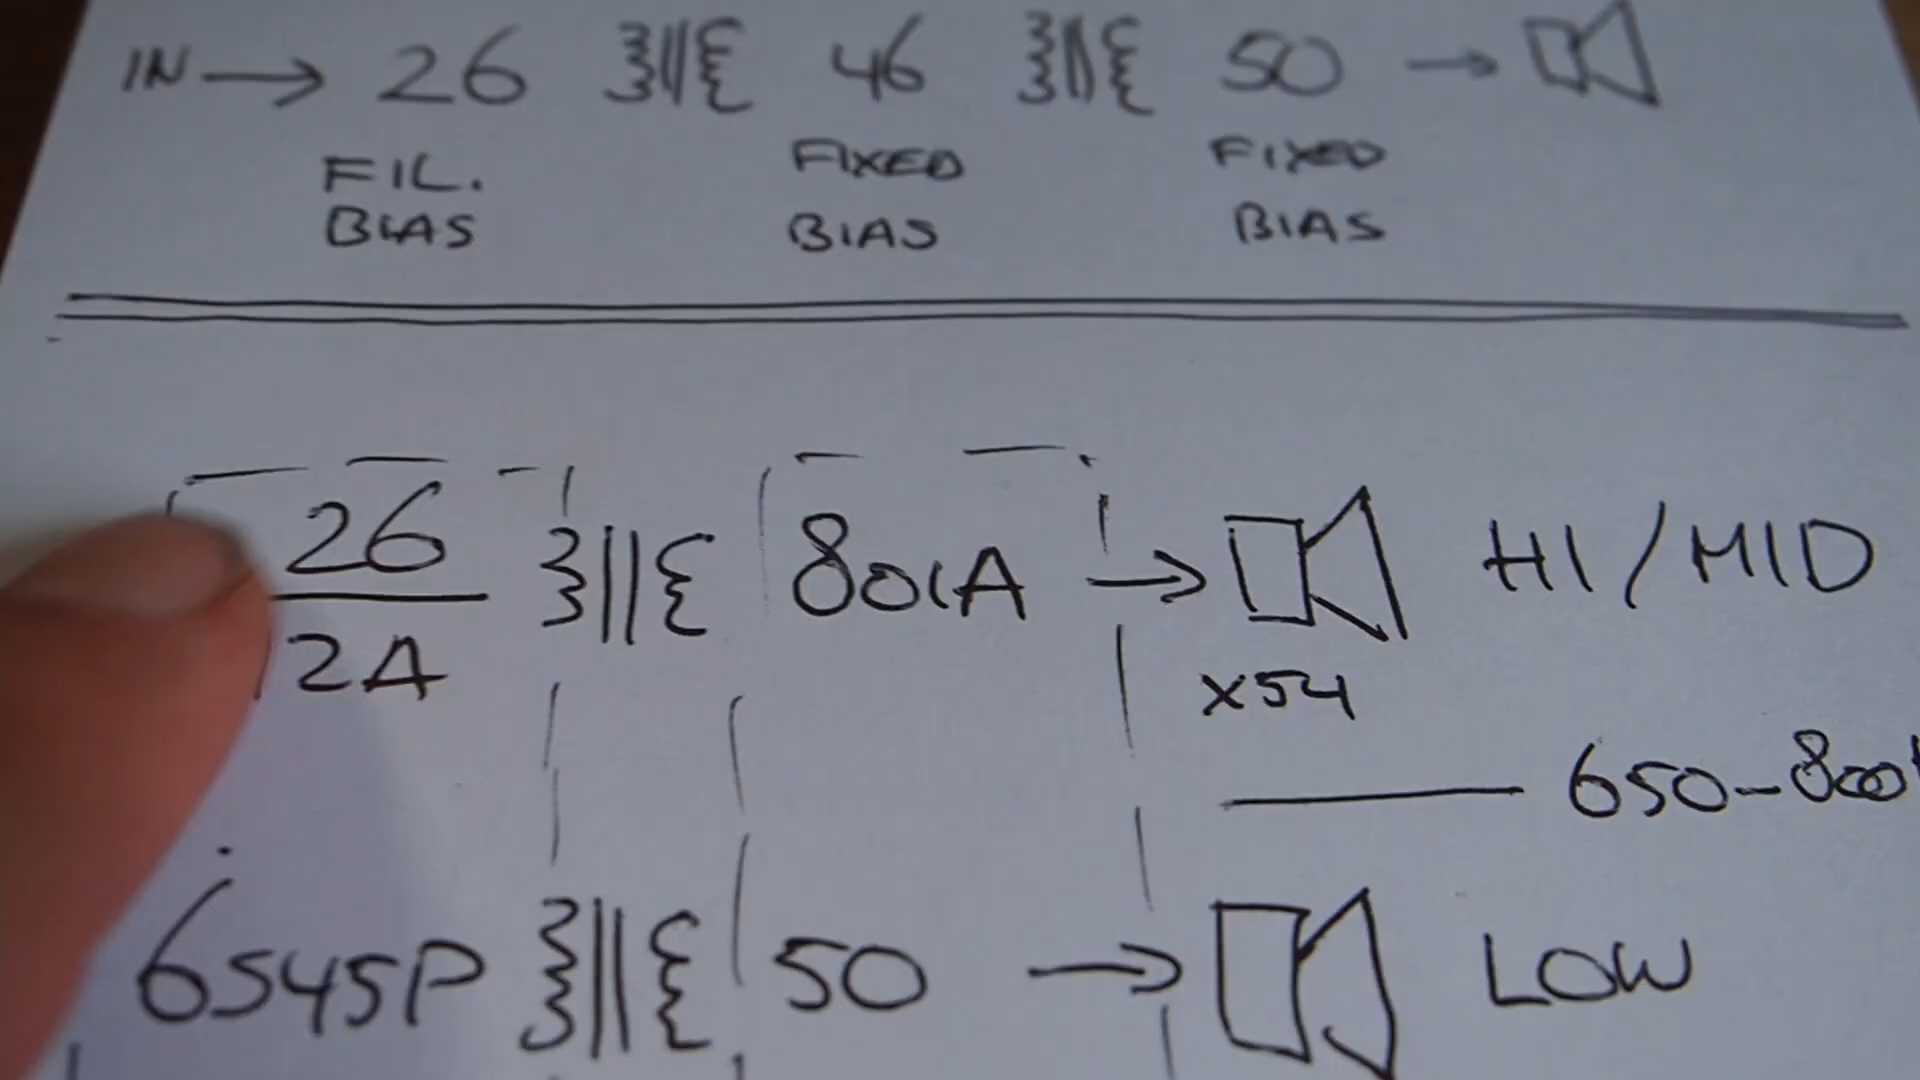 IN → 26 46 50 →
FIL. FIXED FIXED
BIAS BIAS BIAS
26 801A → HI/MID
2A
X54
650-800
6S45P 50 → LOW